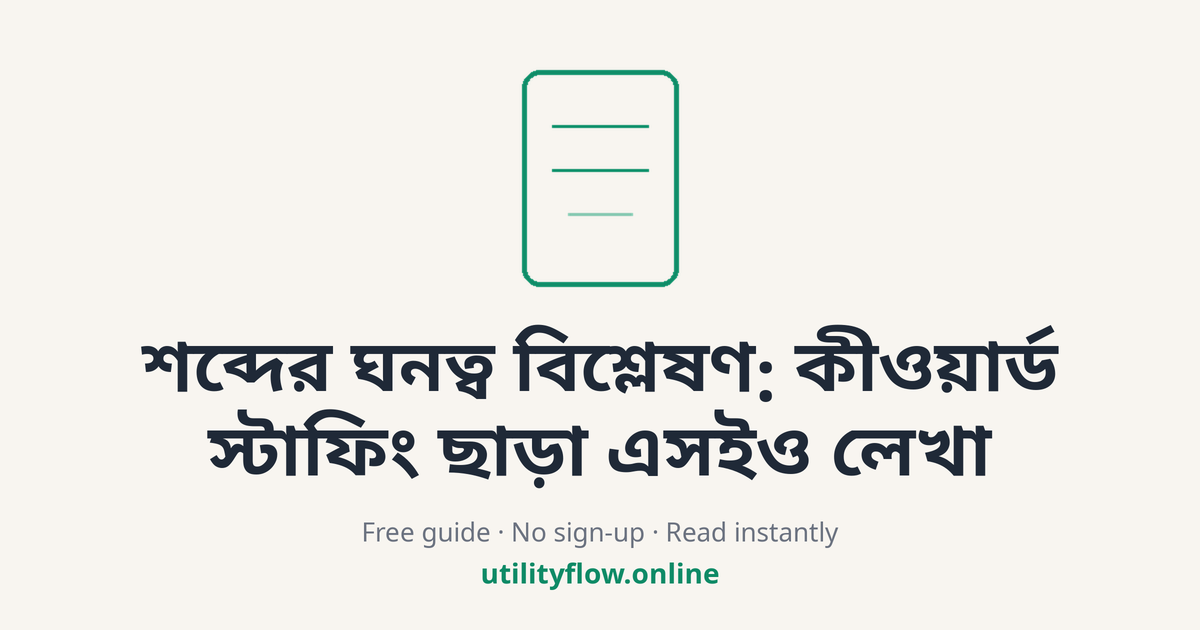 শব্দের ঘনত্ব বিশ্লেষণ: কীওয়ার্ড
স্টাফিং ছাড়া এসইও লেখা
Free guide · No sign-up · Read instantly
utilityflow.online